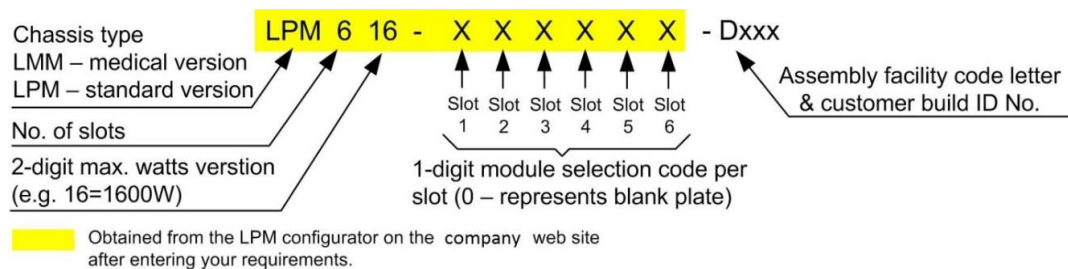 LPM 6 16 - X X X X X X - Dxxx
Chassis type
LMM – medical version
LPM – standard version
No. of slots
2-digit max. watts verstion
(e.g. 16=1600W)
Slot Slot Slot Slot Slot Slot
1 2 3 4 5 6
1-digit module selection code per
slot (0 – represents blank plate)
Assembly facility code letter
& customer build ID No.
Obtained from the LPM configurator on the company web site
after entering your requirements.